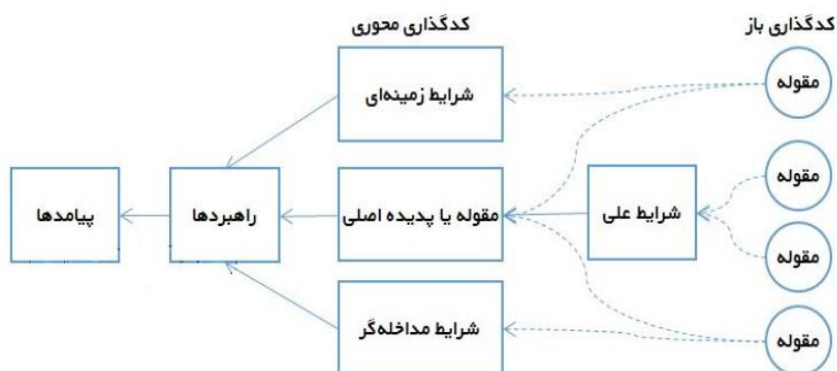 کدگذاری باز
کدگذاری محوری
مقوله
شرایط زمینه‌ای
مقوله
شرایط علی
مقوله یا پدیده اصلی
راهبردها
پیامدها
مقوله
مقوله
شرایط مداخله‌گر